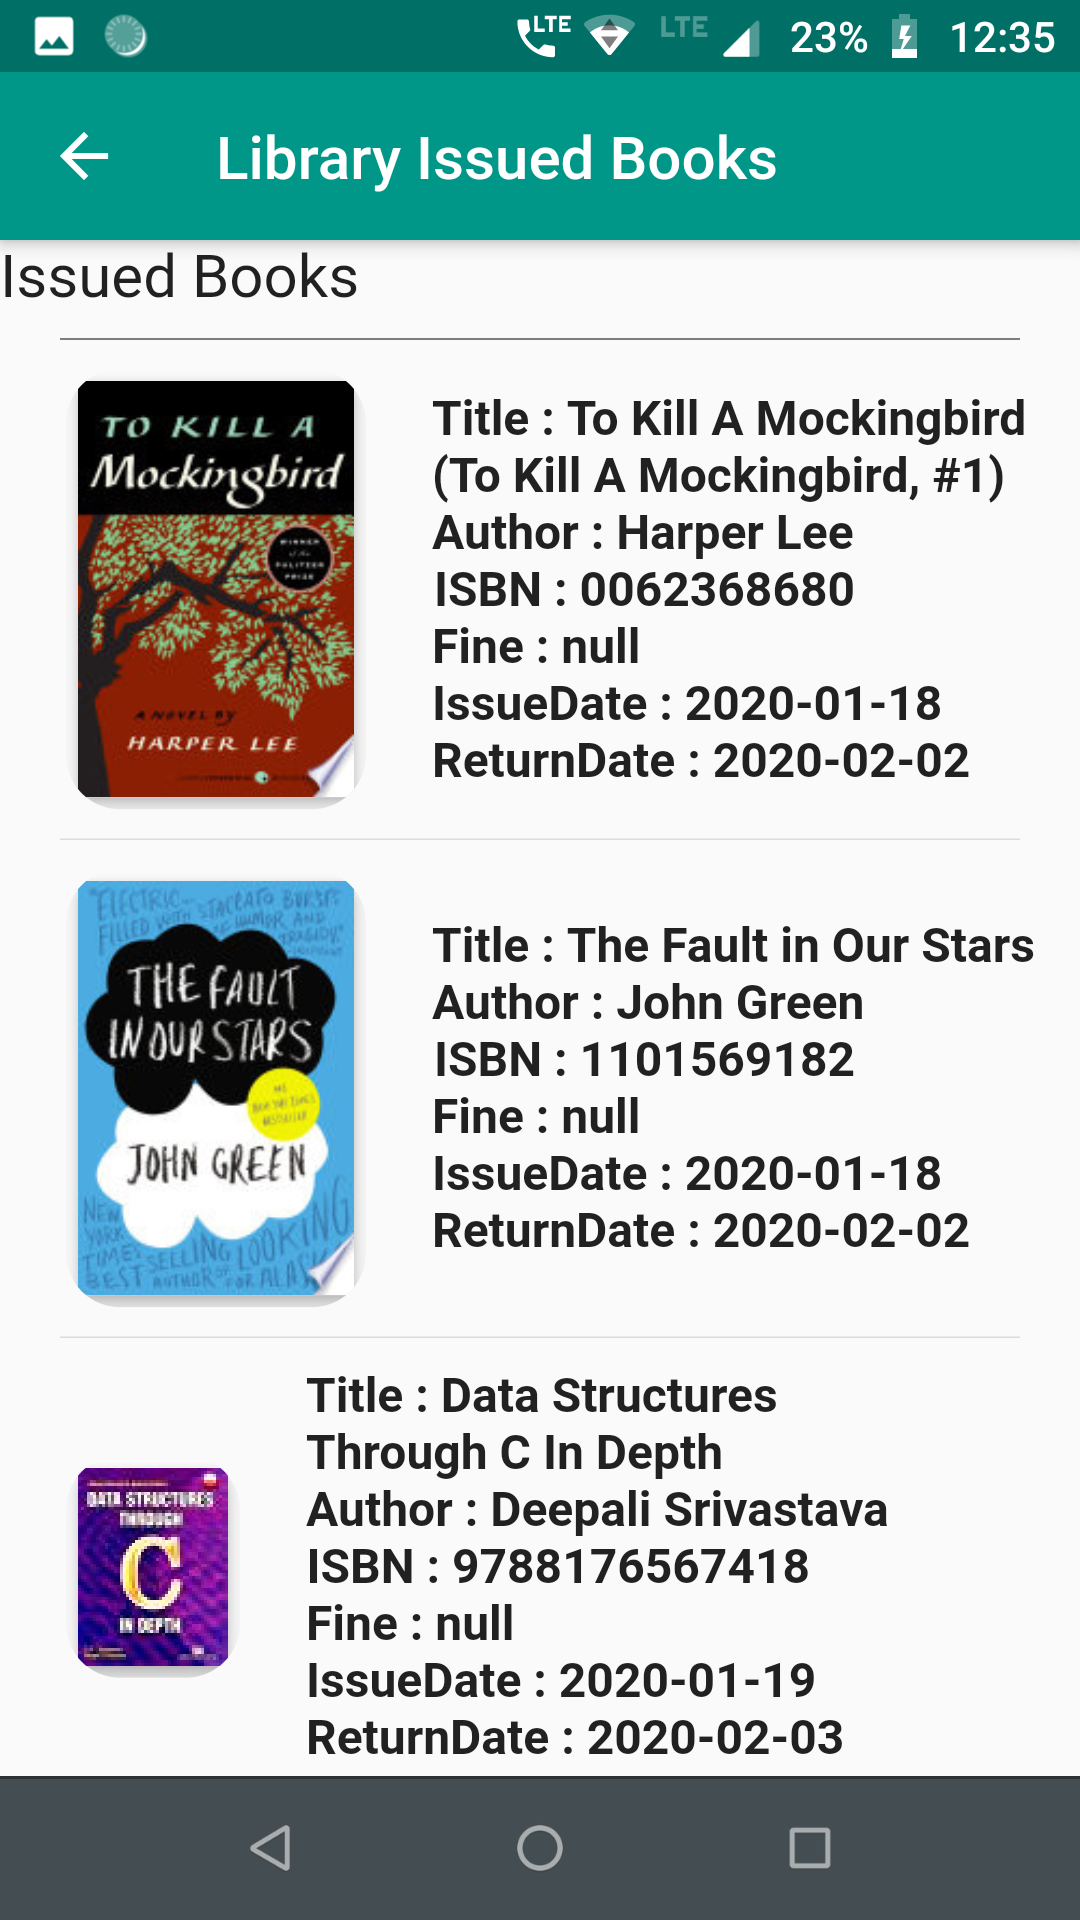 LTE LTE 23% 12:35
Library Issued Books
Issued Books
TO KILL A
Mockingbird
WINNER
of the
PULITZER
PRIZE
A NOVEL BY
HARPER LEE
Title : To Kill A Mockingbird
(To Kill A Mockingbird, #1)
Author : Harper Lee
ISBN : 0062368680
Fine : null
IssueDate : 2020-01-18
ReturnDate : 2020-02-02
"ELECTRIC...
FILLED WITH STACCATO BURSTS
OF HUMOR AND
TRAGEDY."
THE FAULT
IN OUR STARS
JOHN GREEN
NEW
YORK
TIMES BESTSELLING
AUTHOR OF LOOKING
FOR ALASKA
Title : The Fault in Our Stars
Author : John Green
ISBN : 1101569182
Fine : null
IssueDate : 2020-01-18
ReturnDate : 2020-02-02
DATA STRUCTURES
THROUGH
C
IN DEPTH
Title : Data Structures
Through C In Depth
Author : Deepali Srivastava
ISBN : 9788176567418
Fine : null
IssueDate : 2020-01-19
ReturnDate : 2020-02-03